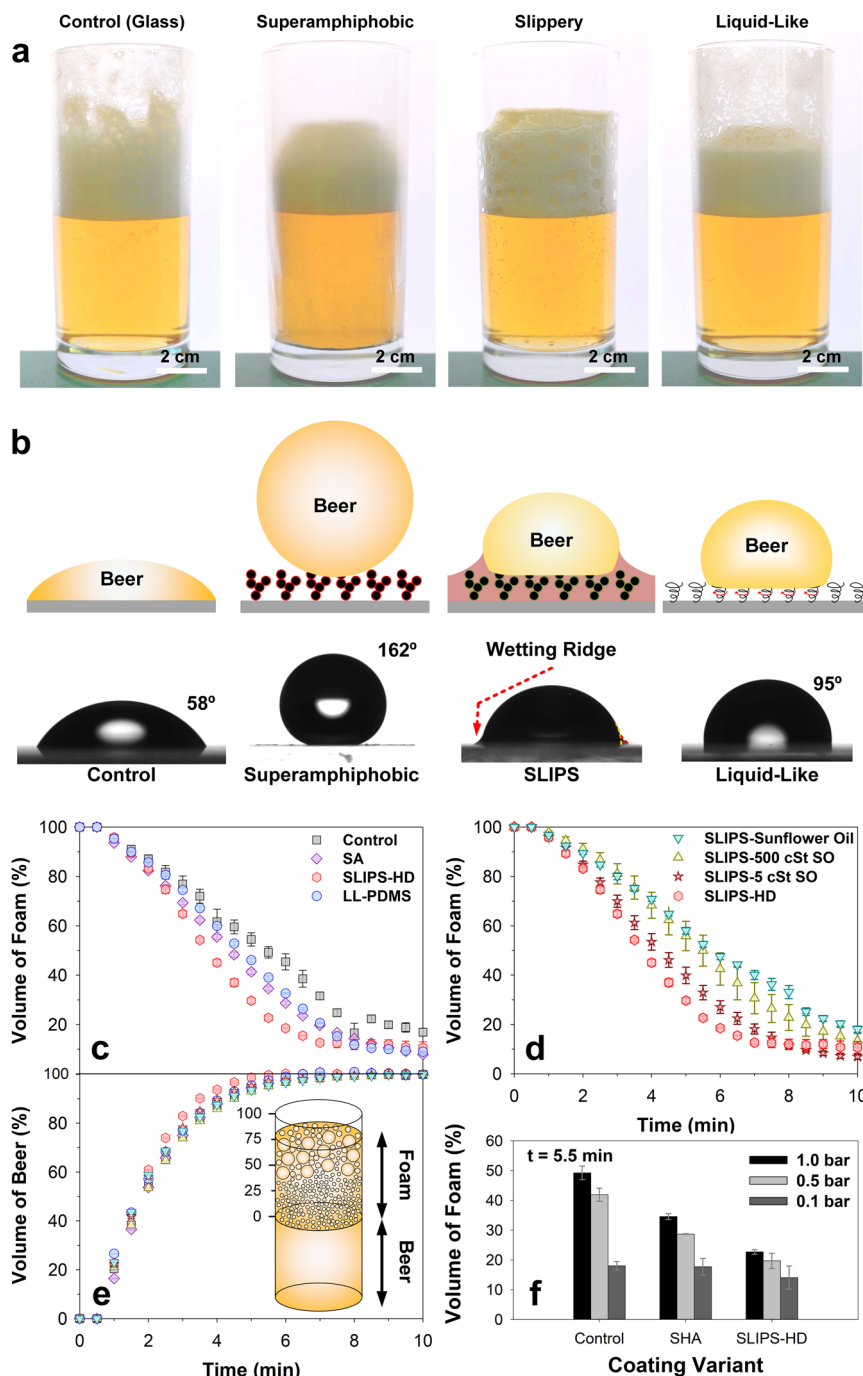 Control (Glass) Superamphiphobic Slippery Liquid-Like
a
2 cm 2 cm 2 cm 2 cm
b
Beer Beer Beer Beer
58º 162º Wetting Ridge 95º
Control Superamphiphobic SLIPS Liquid-Like
Volume of Foam (%)
100
80
60
40
20
100
Control
SA
SLIPS-HD
LL-PDMS
c
Volume of Foam (%)
100
80
60
40
20
0
SLIPS-Sunflower Oil
SLIPS-500 cSt SO
SLIPS-5 cSt SO
SLIPS-HD
d
0 2 4 6 8 10
Time (min)
Volume of Beer (%)
80
60
40
20
0
100
75
50
25
0
Foam
Beer
e
0 2 4 6 8 10
Time (min)
Volume of Foam (%)
60
50
40
30
20
10
0
t = 5.5 min
1.0 bar
0.5 bar
0.1 bar
f
Control SHA SLIPS-HD
Coating Variant